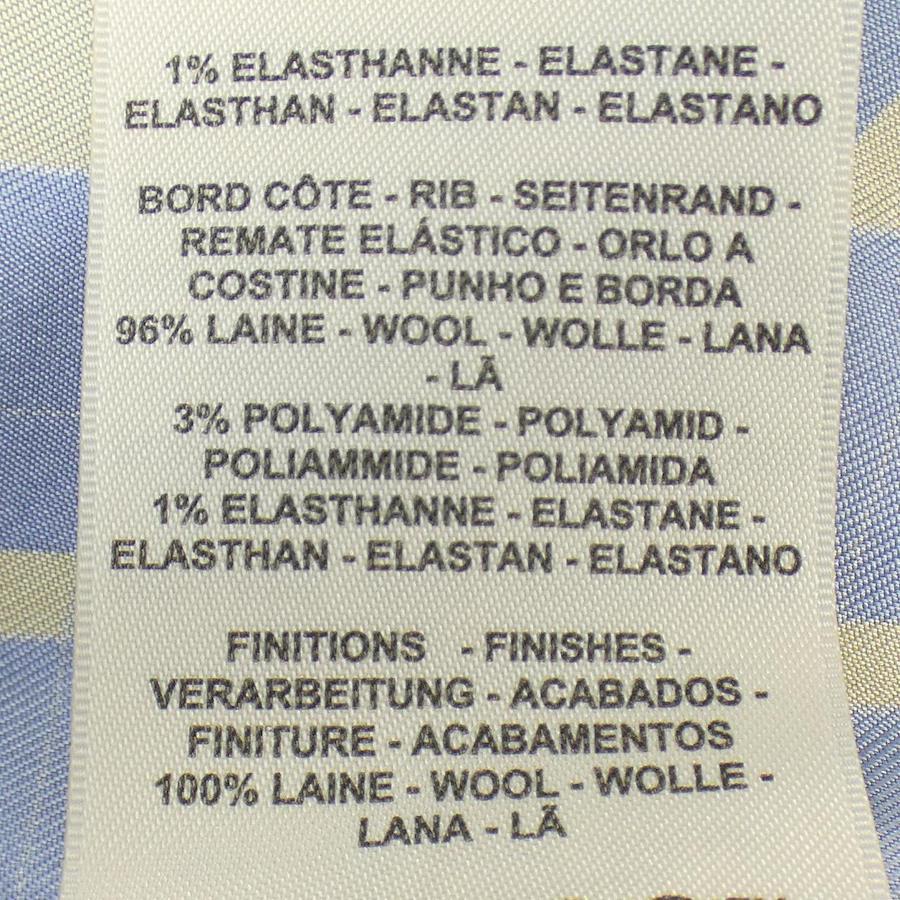 1% ELASTHANNE - ELASTANE -
ELASTHAN - ELASTAN - ELASTANO
BORD CÔTE - RIB - SEITENRAND -
REMATE ELÁSTICO - ORLO A
COSTINE - PUNHO E BORDA
96% LAINE - WOOL - WOLLE - LANA
- LÃ
3% POLYAMIDE - POLYAMID -
POLIAMMIDE - POLIAMIDA
1% ELASTHANNE - ELASTANE -
ELASTHAN - ELASTAN - ELASTANO
FINITIONS - FINISHES -
VERARBEITUNG - ACABADOS -
FINITURE - ACABAMENTOS
100% LAINE - WOOL - WOLLE -
LANA - LÃ